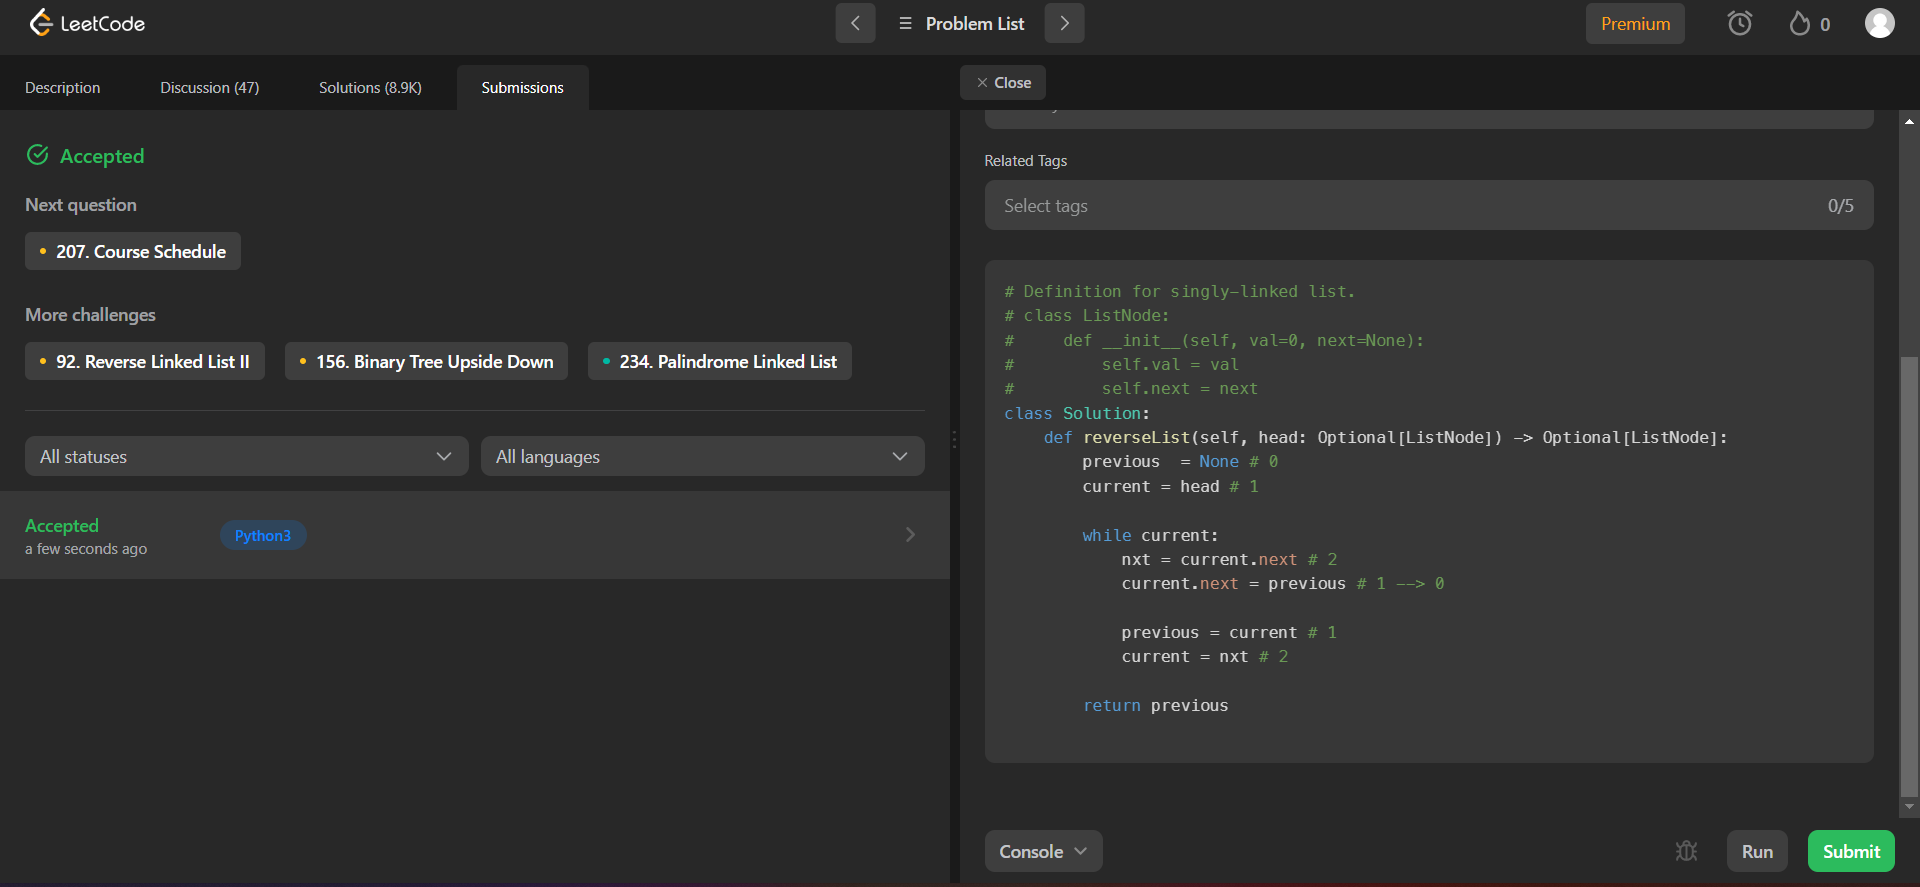 LeetCode
Problem List
Premium
0
Description
Discussion (47)
Solutions (8.9K)
Submissions
Close
Accepted
Next question
207. Course Schedule
More challenges
92. Reverse Linked List II
156. Binary Tree Upside Down
234. Palindrome Linked List
All statuses
All languages
Accepted
a few seconds ago
Python3
Related Tags
Select tags
0/5
# Definition for singly-linked list.
# class ListNode:
#     def __init__(self, val=0, next=None):
#         self.val = val
#         self.next = next
class Solution:
    def reverseList(self, head: Optional[ListNode]) -> Optional[ListNode]:
        previous  = None # 0
        current = head # 1
        while current:
            nxt = current.next # 2
            current.next = previous # 1 --> 0
            previous = current # 1
            current = nxt # 2
        return previous
Console
Run
Submit